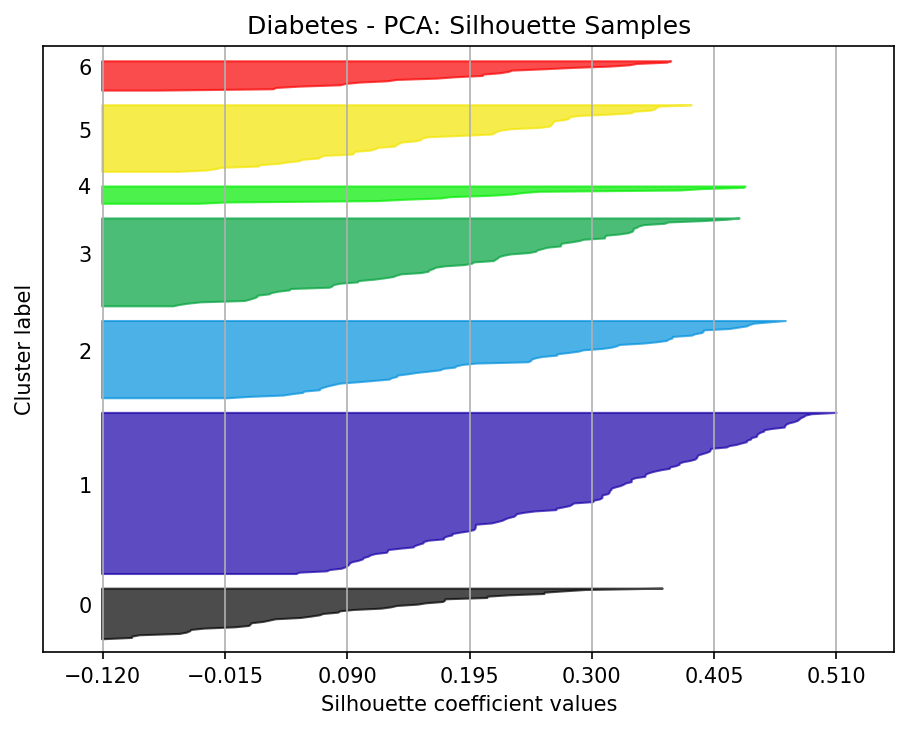 Diabetes - PCA: Silhouette Samples
6
5
4
3
2
1
0
Cluster label
−0.120 −0.015 0.090 0.195 0.300 0.405 0.510
Silhouette coefficient values